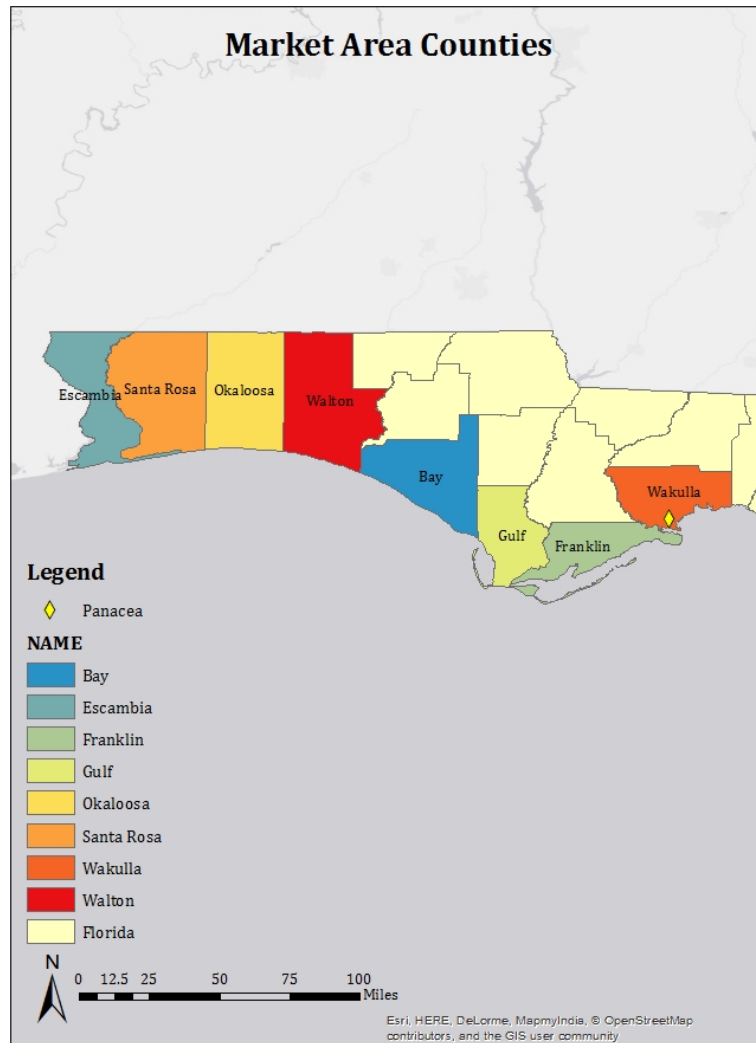 Market Area Counties
Escambia
Santa Rosa
Okaloosa
Walton
Bay
Gulf
Franklin
Wakulla
Legend
Panacea
NAME
Bay
Escambia
Franklin
Gulf
Okaloosa
Santa Rosa
Wakulla
Walton
Florida
N
0 12.5 25 50 75 100
Miles
Esri, HERE, DeLorme, MapmyIndia, © OpenStreetMap
contributors, and the GIS user community